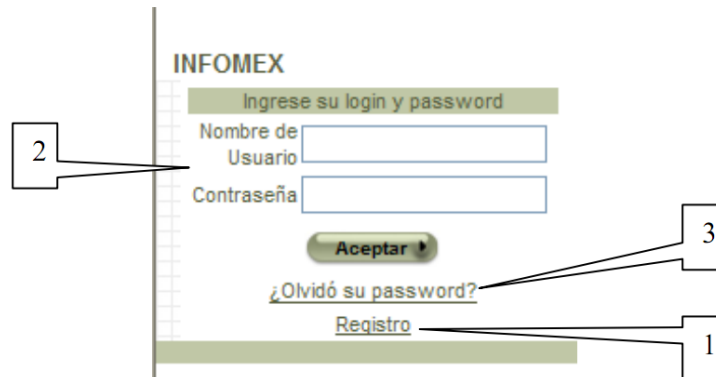 INFOMEX
Ingrese su login y password
Nombre de
Usuario
2
Contraseña
Aceptar
3
¿Olvidó su password?
Registro
1